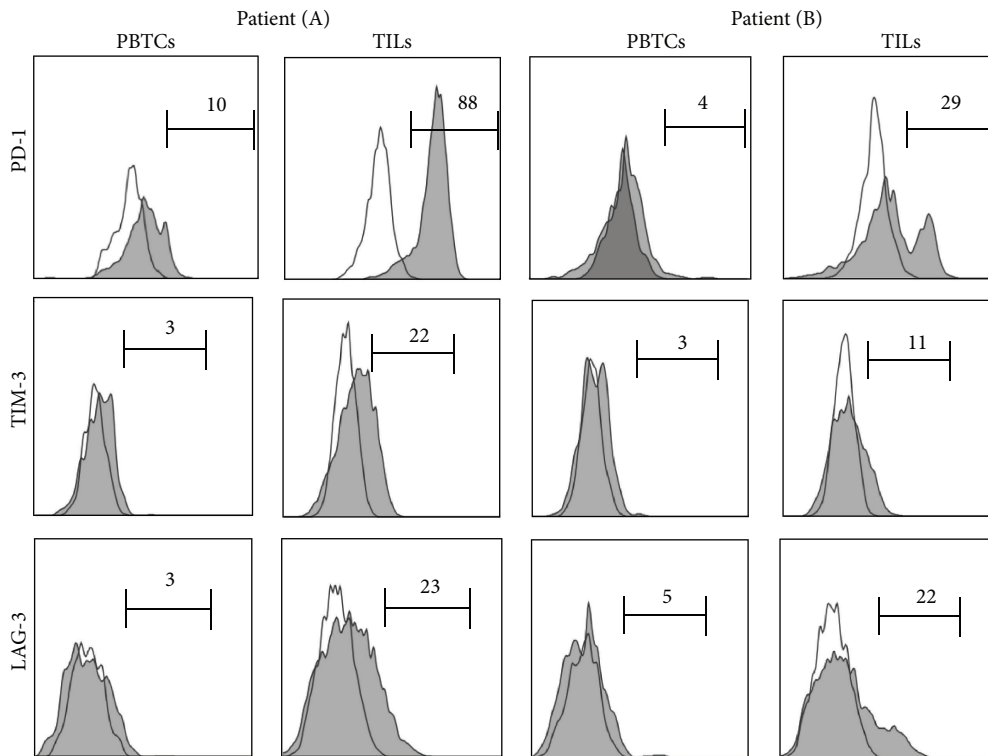 Patient (A)
Patient (B)
PBTCs
TILs
PBTCs
TILs
PD-1
10
88
4
29
TIM-3
3
22
3
11
LAG-3
3
23
5
22